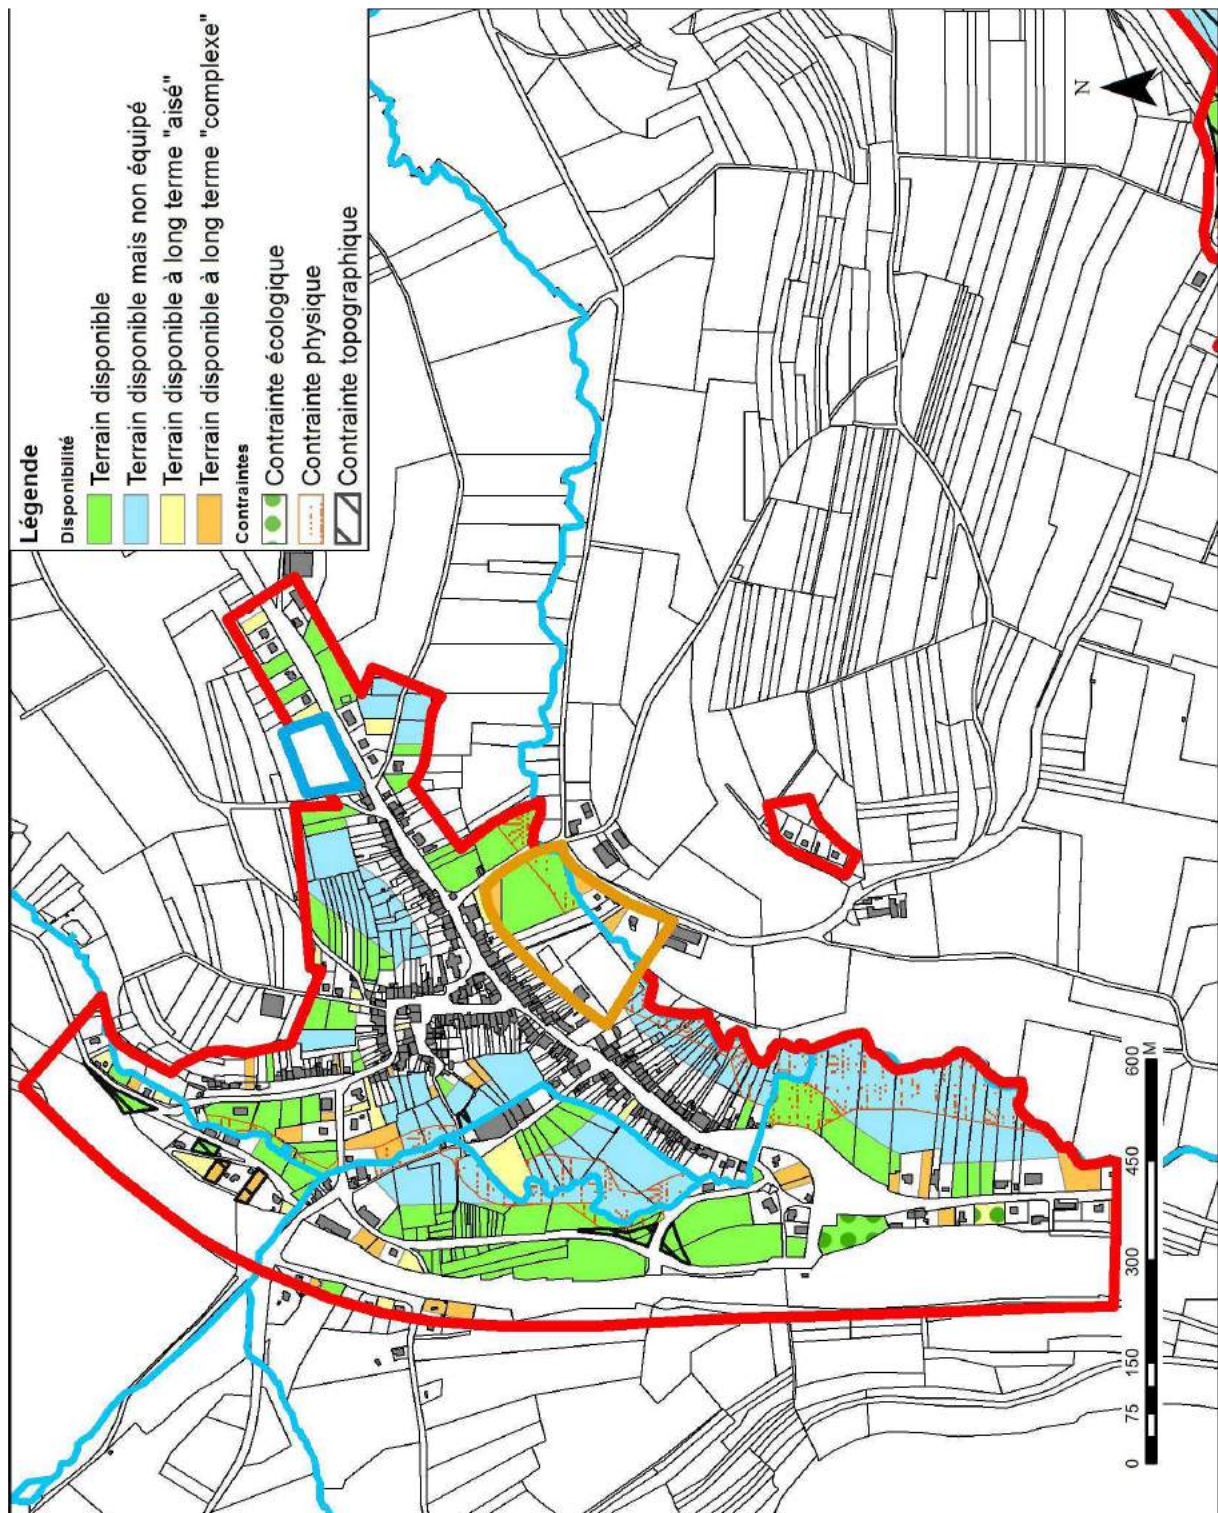 Légende
Disponibilité
Terrain disponible
Terrain disponible mais non équipé
Terrain disponible à long terme "aisé"
Terrain disponible à long terme "complexe"
Contraintes
Contrainte écologique
Contrainte physique
Contrainte topographique
N
0 75 150 300 450 600
M